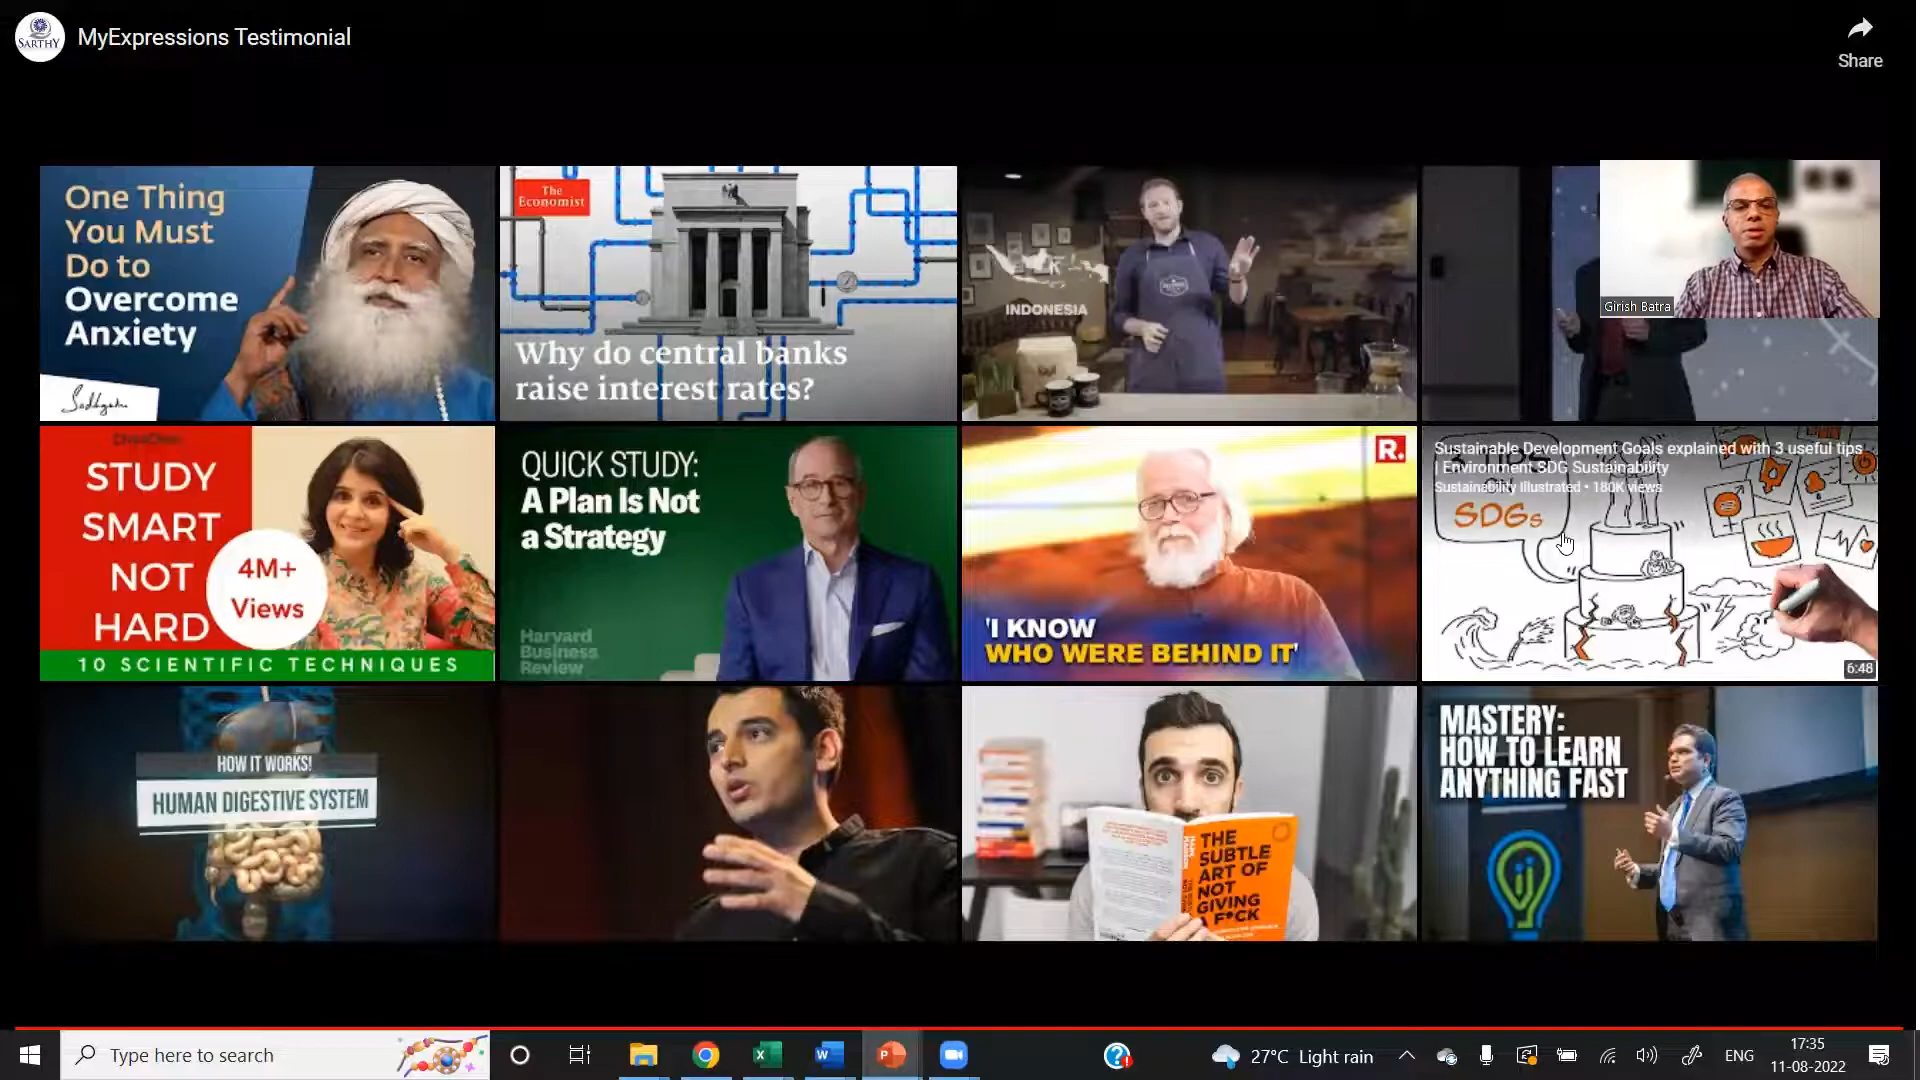 SARTHY
MyExpressions Testimonial
Share
One Thing
You Must
Do to
Overcome
Anxiety
Sadhguru
The
Economist
Why do central banks
raise interest rates?
INDONESIA
Girish Batra
STUDY
SMART
NOT
HARD
4M+
Views
10 SCIENTIFIC TECHNIQUES
QUICK STUDY:
A Plan Is Not
a Strategy
Harvard
Business
Review
R.
'I KNOW
WHO WERE BEHIND IT'
Sustainable Development Goals explained with 3 useful tips
| Environment SDG Sustainability
Sustainability Illustrated • 180K views
SDGs
6:48
HOW IT WORKS!
HUMAN DIGESTIVE SYSTEM
THE
SUBTLE
ART OF
NOT
GIVING
A F*CK
MASTERY:
HOW TO LEARN
ANYTHING FAST
Type here to search
27°C Light rain
ENG
17:35
11-08-2022